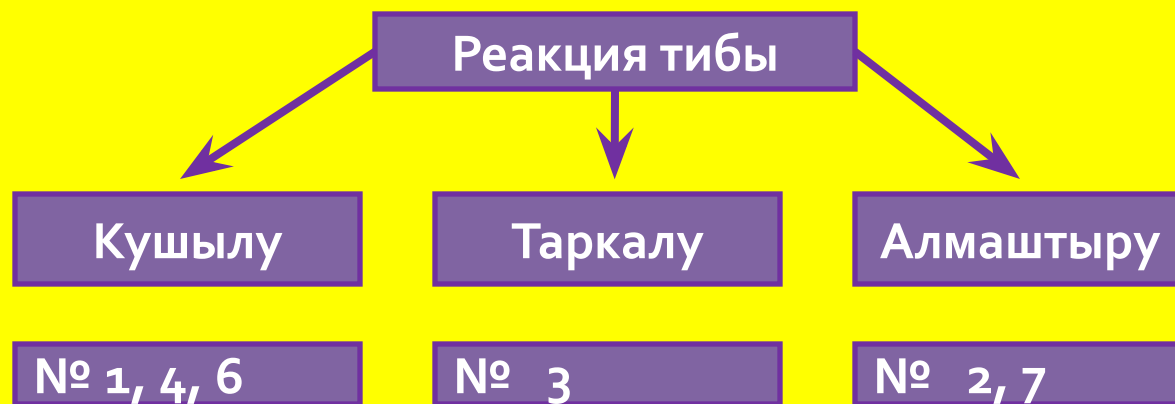 Реакция тибы
Кушылу
Таркалу
Алмаштыру
№ 1, 4, 6
№ 3
№ 2, 7